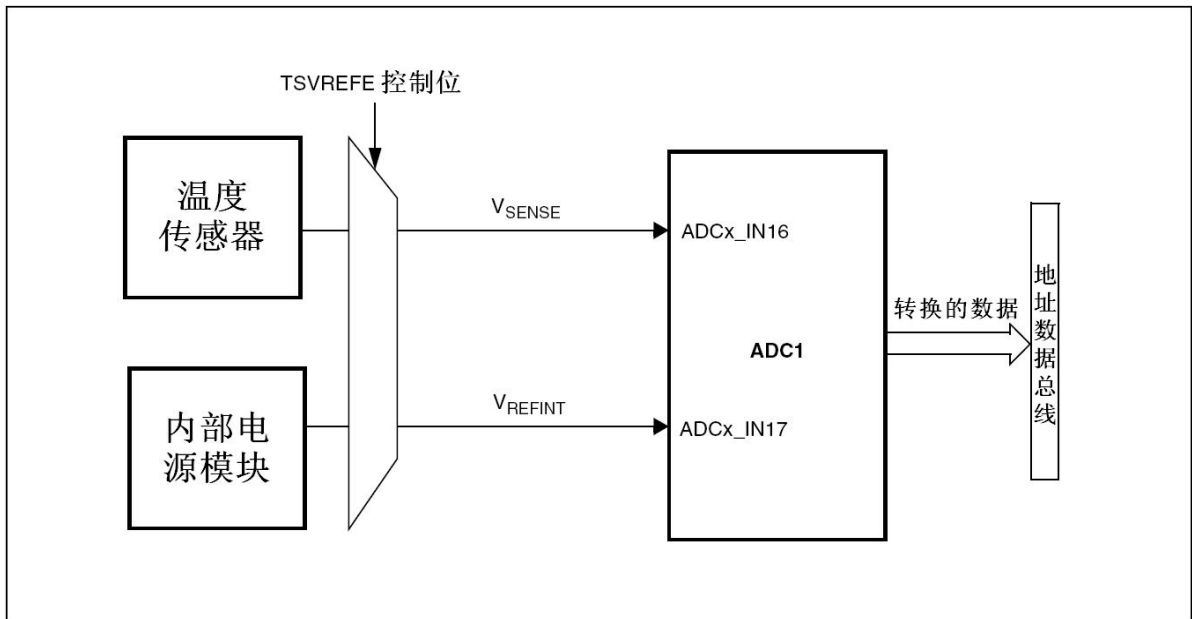 TSVREFE 控制位
温度
传感器
VSENSE
ADCx_IN16
转换的数据
地址数据总线
ADC1
内部电
源模块
VREFINT
ADCx_IN17